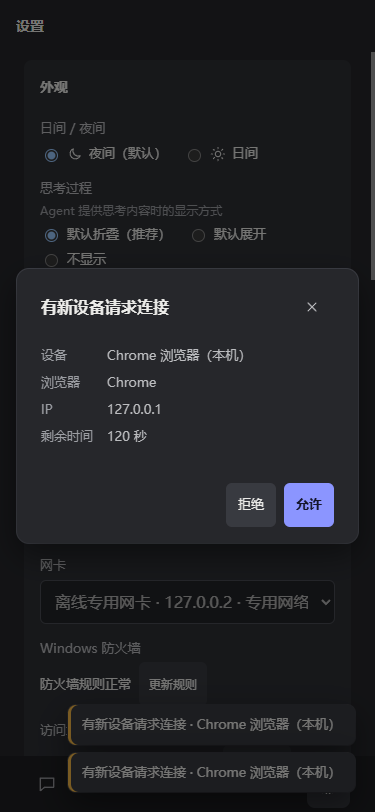 设置
外观
日间 / 夜间
夜间（默认） 日间
思考过程
Agent 提供思考内容时的显示方式
默认折叠（推荐） 默认展开
不显示
有新设备请求连接
设备 Chrome 浏览器（本机）
浏览器 Chrome
IP 127.0.0.1
剩余时间 120 秒
拒绝 允许
网卡
离线专用网卡 · 127.0.0.2 · 专用网络
Windows 防火墙
防火墙规则正常 更新规则
访问
有新设备请求连接 · Chrome 浏览器（本机）
有新设备请求连接 · Chrome 浏览器（本机）